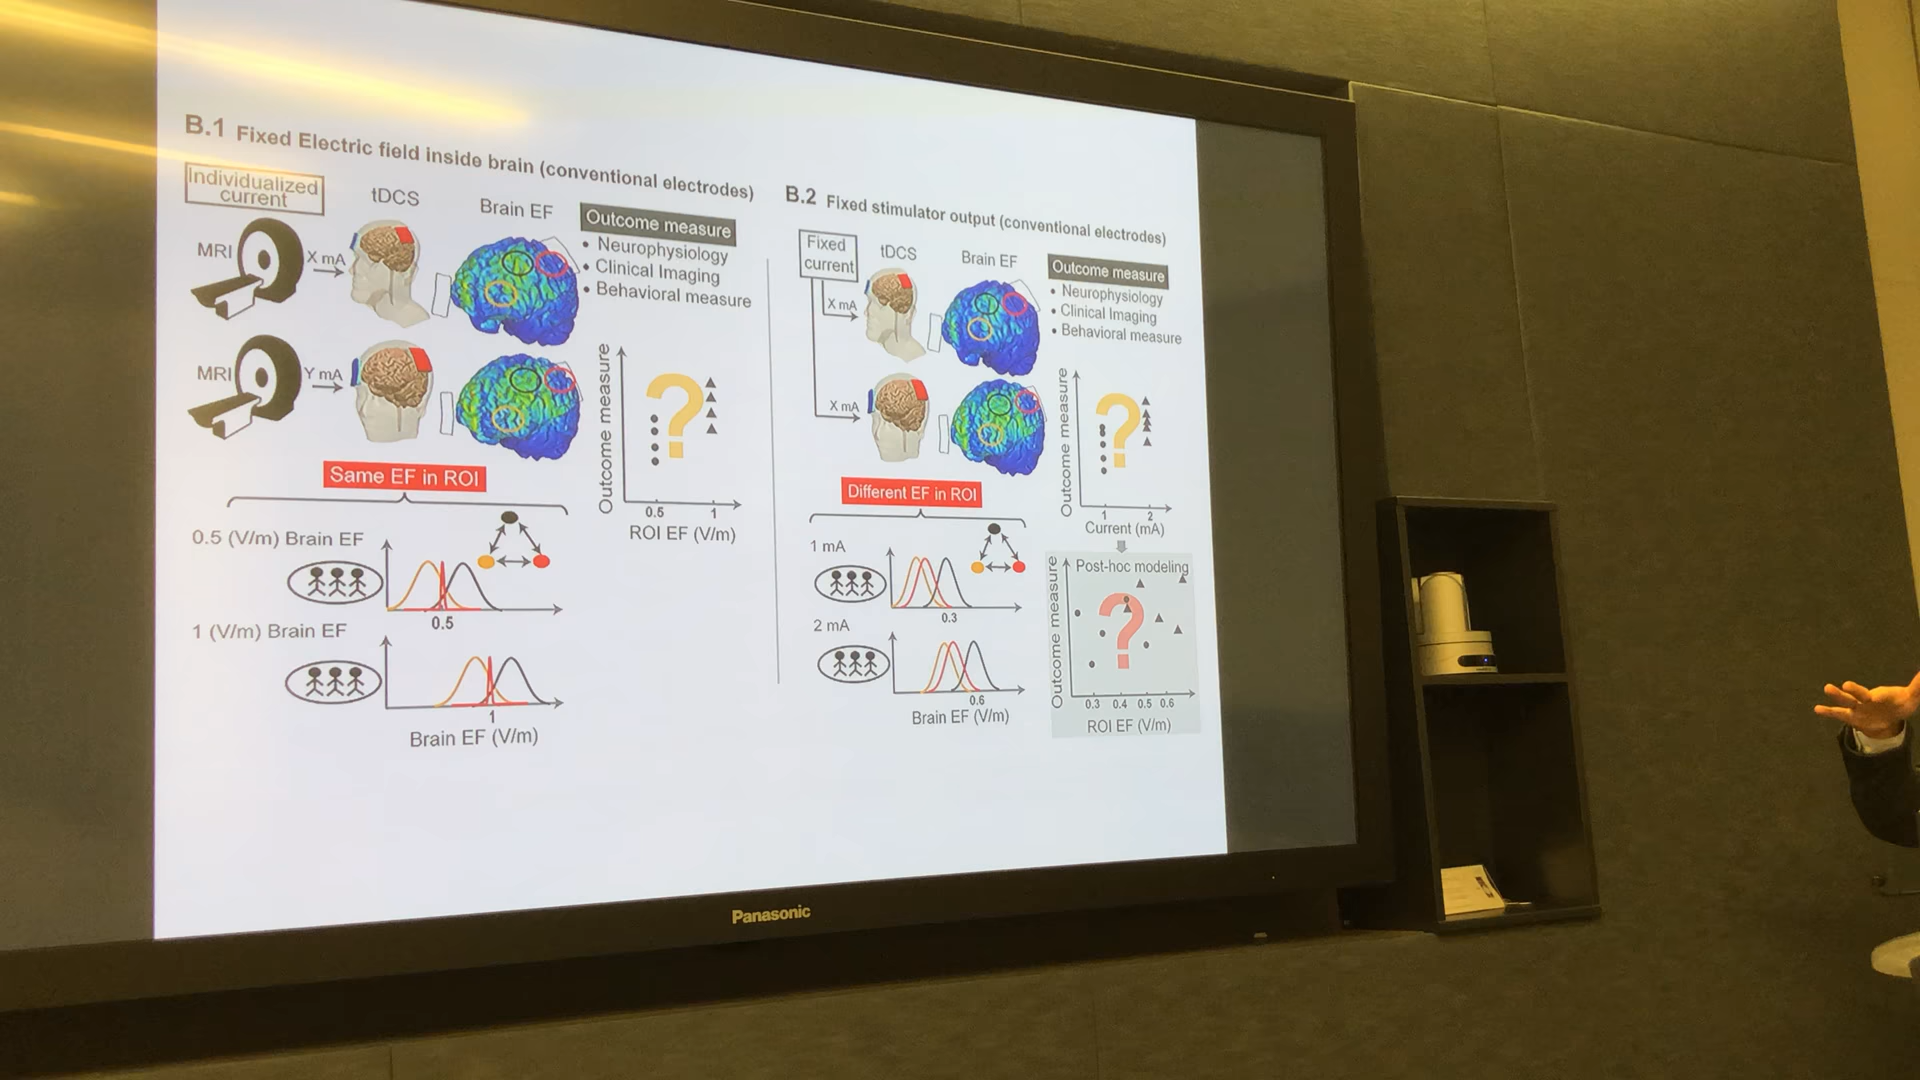 B.1 Fixed Electric field inside brain (conventional electrodes)
Individualized current
tDCS
Brain EF
Outcome measure
• Neurophysiology
• Clinical Imaging
• Behavioral measure
MRI
X mA
MRI
Y mA
Same EF in ROI
Outcome measure
0.5
1
ROI EF (V/m)
0.5 (V/m) Brain EF
0.5
1 (V/m) Brain EF
1
Brain EF (V/m)
B.2 Fixed stimulator output (conventional electrodes)
Fixed current
tDCS
Brain EF
Outcome measure
• Neurophysiology
• Clinical Imaging
• Behavioral measure
X mA
X mA
Different EF in ROI
Outcome measure
1
2
Current (mA)
1 mA
0.3
2 mA
0.6
Brain EF (V/m)
Post-hoc modeling
Outcome measure
0.3 0.4 0.5 0.6
ROI EF (V/m)
Panasonic